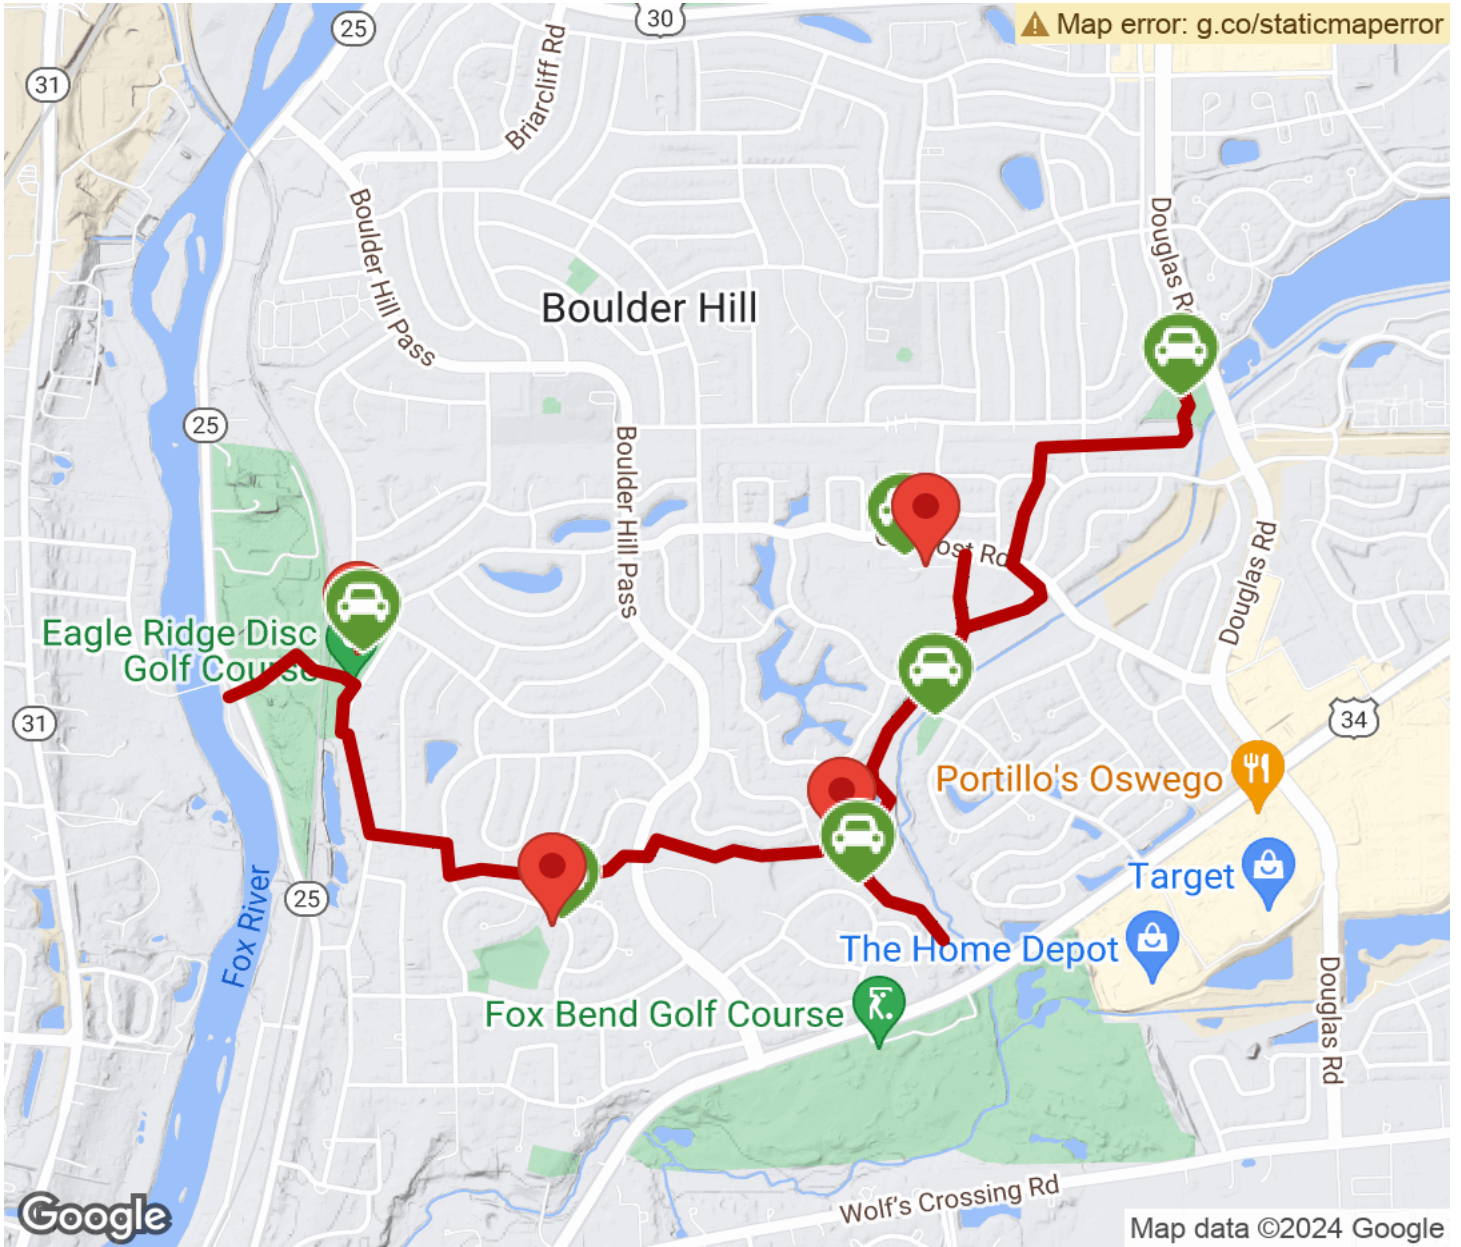 30
25
Map error: g.co/staticmaperror
31
Briarcliff Rd
Boulder Hill Pass
Douglas Rd
Boulder Hill
25
Boulder Hill Pass
ost Rd
Douglas Rd
Eagle Ridge Disc
Golf Course
31
34
Portillo's Oswego
Target
25
Fox River
The Home Depot
Fox Bend Golf Course
Douglas Rd
Wolf's Crossing Rd
Google
Map data ©2024 Google